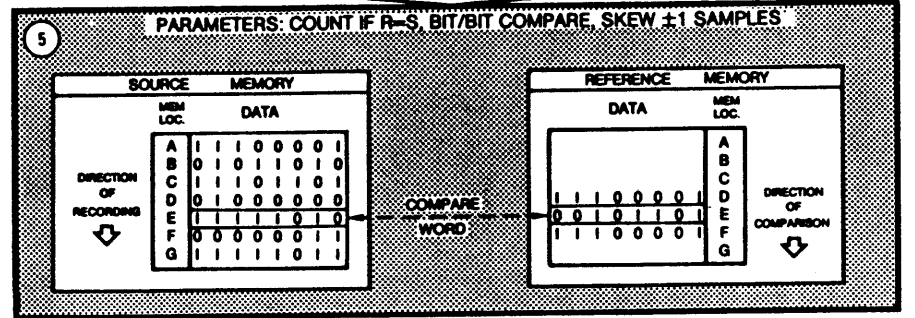 5
PARAMETERS: COUNT IF R=S, BIT/BIT COMPARE, SKEW ±1 SAMPLES
SOURCE MEMORY
MEM LOC.
DATA
DIRECTION
OF
RECORDING
A 1 1 1 0 0 0 0 1
B 0 1 0 1 1 0 1 0
C 1 1 1 0 1 1 0 1
D 0 1 0 0 0 0 0 0
E 1 1 1 1 1 0 1 0
F 0 0 0 0 0 0 1 1
G 1 1 1 1 1 0 1 1
COMPARE
WORD
REFERENCE MEMORY
DATA
MEM
LOC.
A
B
C
1 1 1 0 0 0 0 1 D
0 0 1 0 1 1 0 1 E
1 1 1 0 0 0 0 1 F
G
DIRECTION
OF
COMPARISON